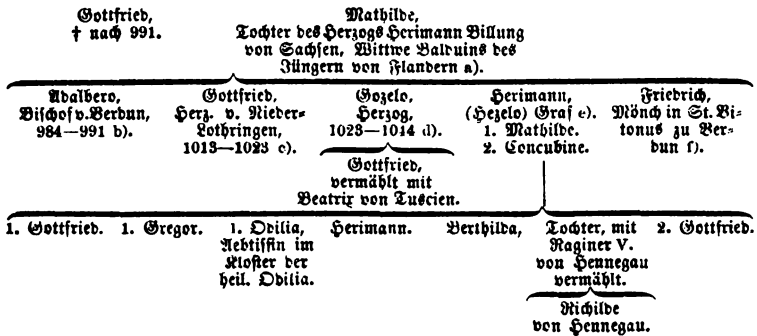 Gottfried,
† nach 991.
Mathilde,
Tochter des Herzogs Herimann Billung
von Sachsen, Wittwe Balduins des
Jüngern von Flandern a).
Adalbero,
Bischof v. Verdun,
984—991 b).
Gottfried,
Herz. v. Nieder-
Lothringen,
1013—1023 c).
Gozelo,
Herzog,
1023—1044 d).
Herimann,
(Hezelo) Graf e).
1. Mathilde.
2. Concubine.
Friedrich,
Mönch in St. Vi-
tonus zu Ver-
dun f).
Gottfried,
vermählt mit
Beatrix von Tuscien.
1. Gottfried.
1. Gregor.
1. Odilia,
Aebtissin im
Kloster der
heil. Odilia.
Herimann.
Berthilda,
Tochter, mit
Raginer V.
von Hennegau
vermählt.
2. Gottfried.
Richilde
von Hennegau.